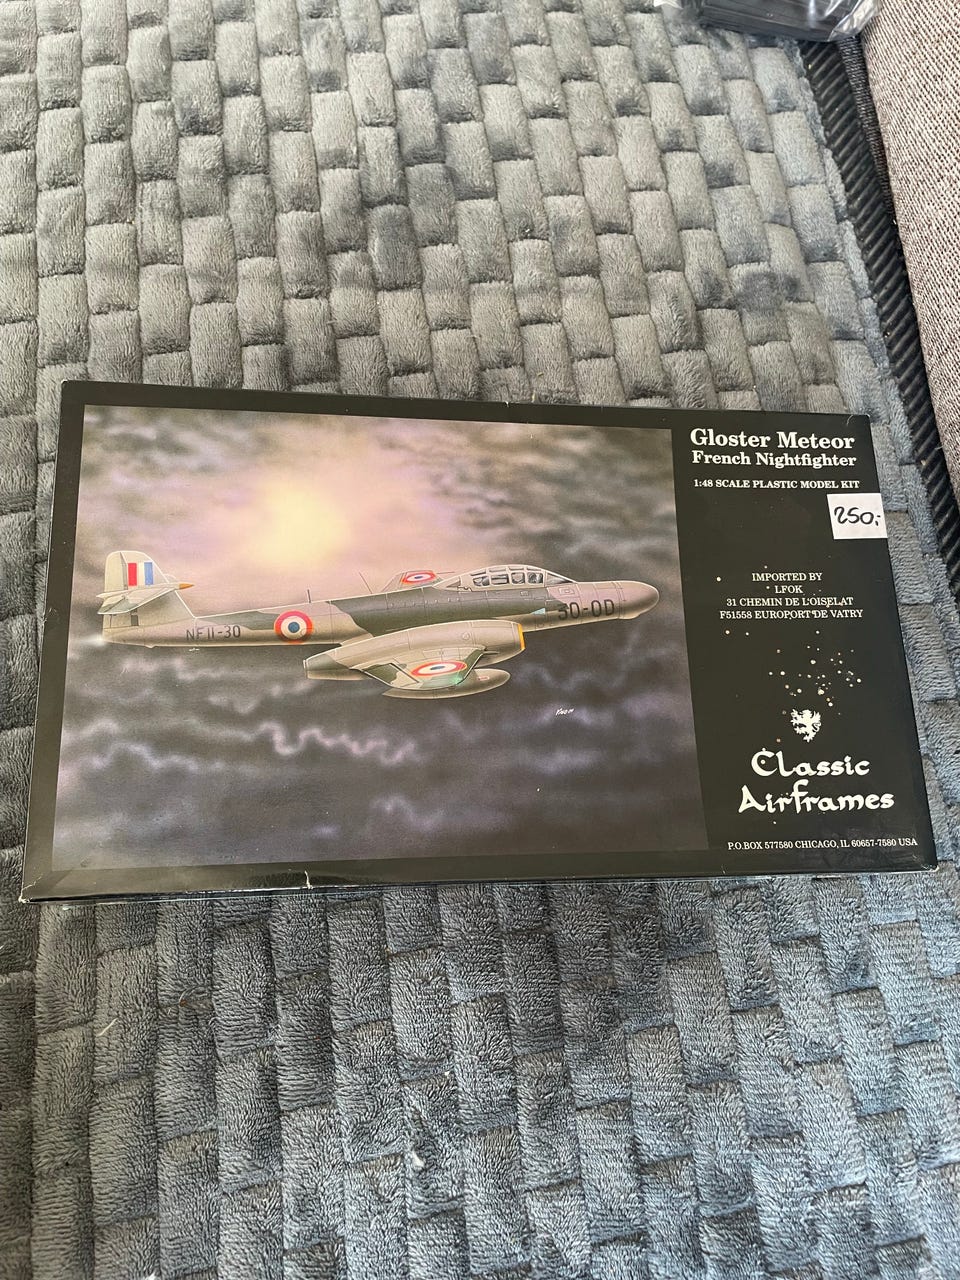 Gloster Meteor
French Nightfighter
1:48 SCALE PLASTIC MODEL KIT
250,-
IMPORTED BY
LFOK
31 CHEMIN DE L'OISELAT
F51558 EUROPORT DE VATRY
NF11-30
30-OD
Classic
Airframes
P.O.BOX 577580 CHICAGO, IL 60657-7580 USA